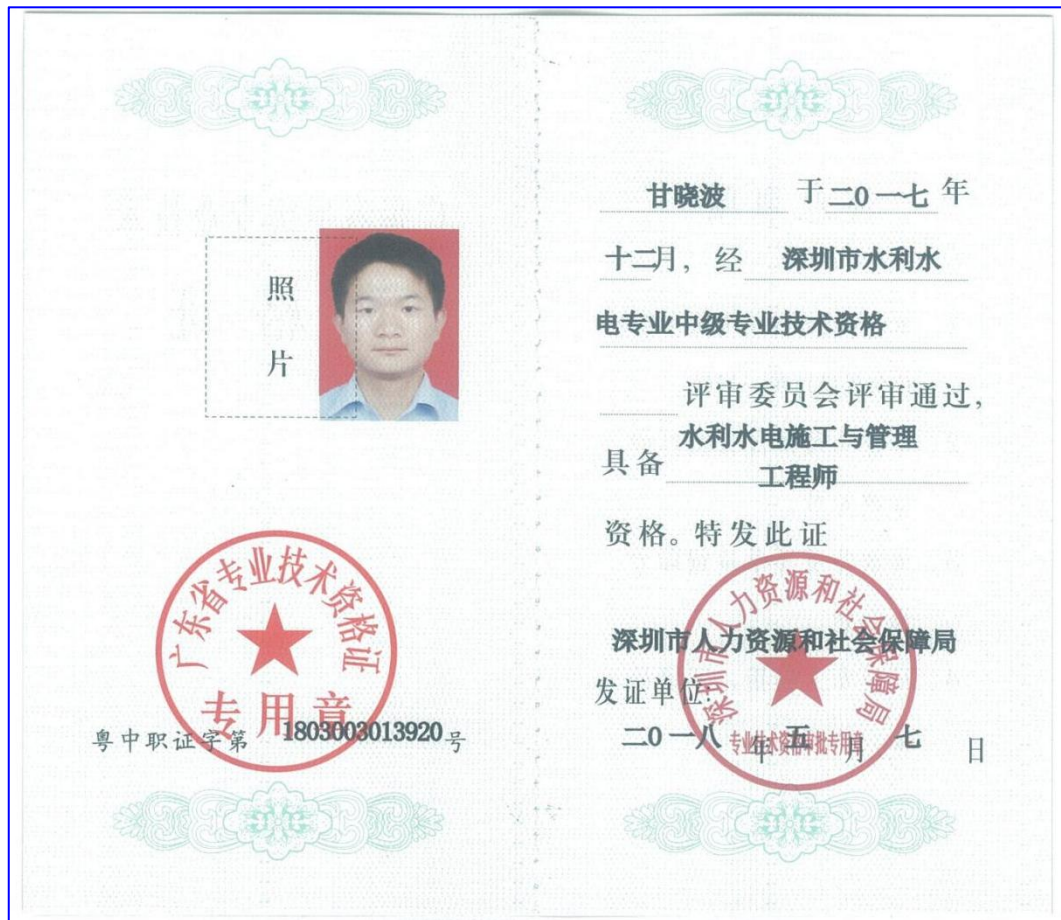 照
片
广东省专业技术资格证
专用章
粤中职证字第 1803003013920 号
甘晓波 于二0一七年
十二月，经 深圳市水利水
电专业中级专业技术资格
评审委员会评审通过，
具备 水利水电施工与管理
工程师
资格。特发此证
深圳市人力资源和社会保障局
深圳市人力资源和社会保障局
发证单位：
专业技术资格审批专用章
二0一八 年 五 月 七 日